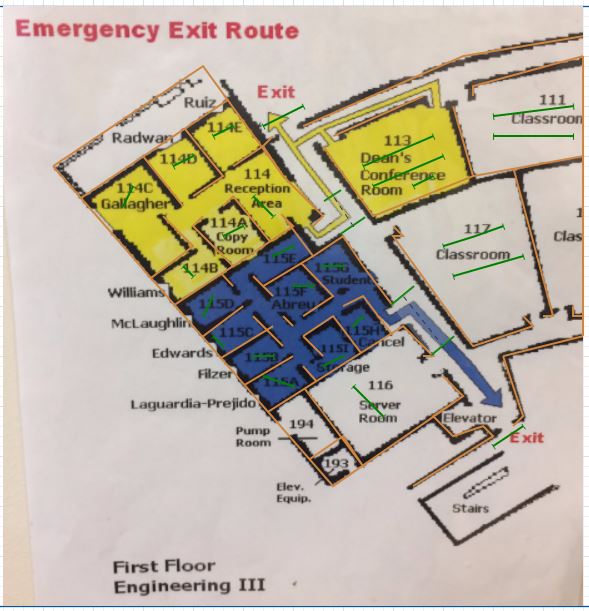 Emergency Exit Route
Exit
Ruiz
114E
Radwan
114D
111
Classroom
113
Dean's
Conference
Room
114C
Gallagher
114
Reception
Area
114A
Copy
Room
114B
117
Classroom
Clas
115E
115G
Student
Williams
115D
115F
Abreu
McLaughlin
115C
115H
Cancel
Edwards
115B
115I
Storage
Filzer
115A
Laguardia-Prejido
116
Server
Room
Elevator
194
Pump
Room
Exit
193
Elev.
Equip.
Stairs
First Floor
Engineering III